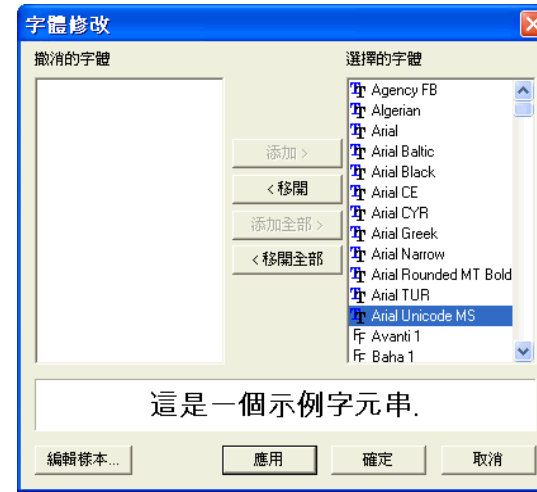 字體修改
撤消的字體
選擇的字體
Agency FB
Algerian
Arial
Arial Baltic
Arial Black
Arial CE
Arial CYR
Arial Greek
Arial Narrow
Arial Rounded MT Bold
Arial TUR
Arial Unicode MS
Avanti 1
Baha 1
添加 >
< 移開
添加全部 >
< 移開全部
這是一個示例字元串.
編輯樣本...
應用
確定
取消